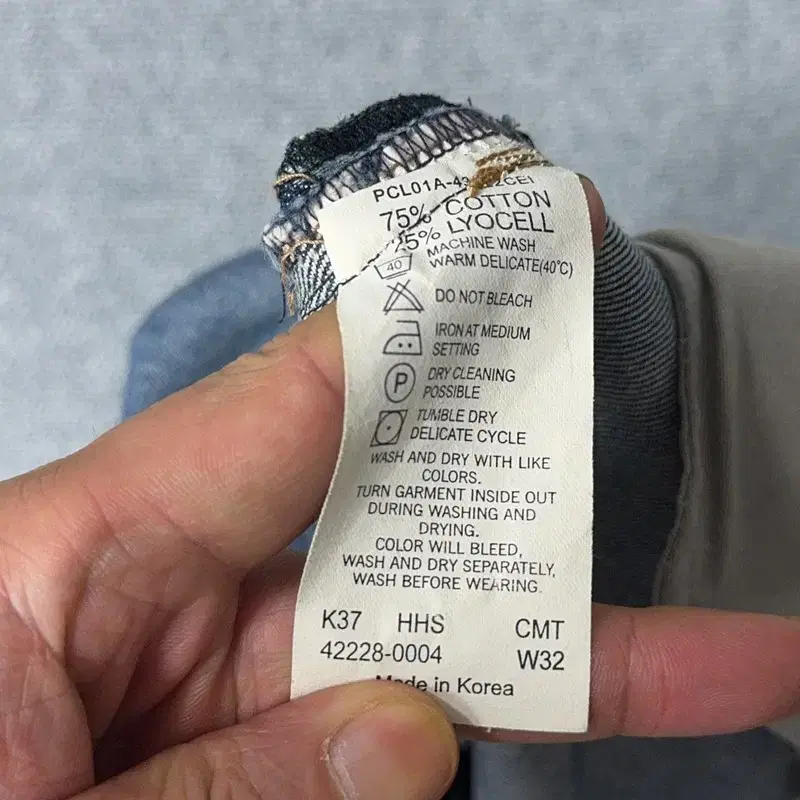 75% COTTON
25% LYOCELL
40
MACHINE WASH
WARM DELICATE(40°C)
DO NOT BLEACH
IRON AT MEDIUM
SETTING
P
DRY CLEANING
POSSIBLE
TUMBLE DRY
DELICATE CYCLE
WASH AND DRY WITH LIKE
COLORS.
TURN GARMENT INSIDE OUT
DURING WASHING AND
DRYING.
COLOR WILL BLEED,
WASH AND DRY SEPARATELY,
WASH BEFORE WEARING.
K37 HHS CMT
42228-0004 W32
Made in Korea